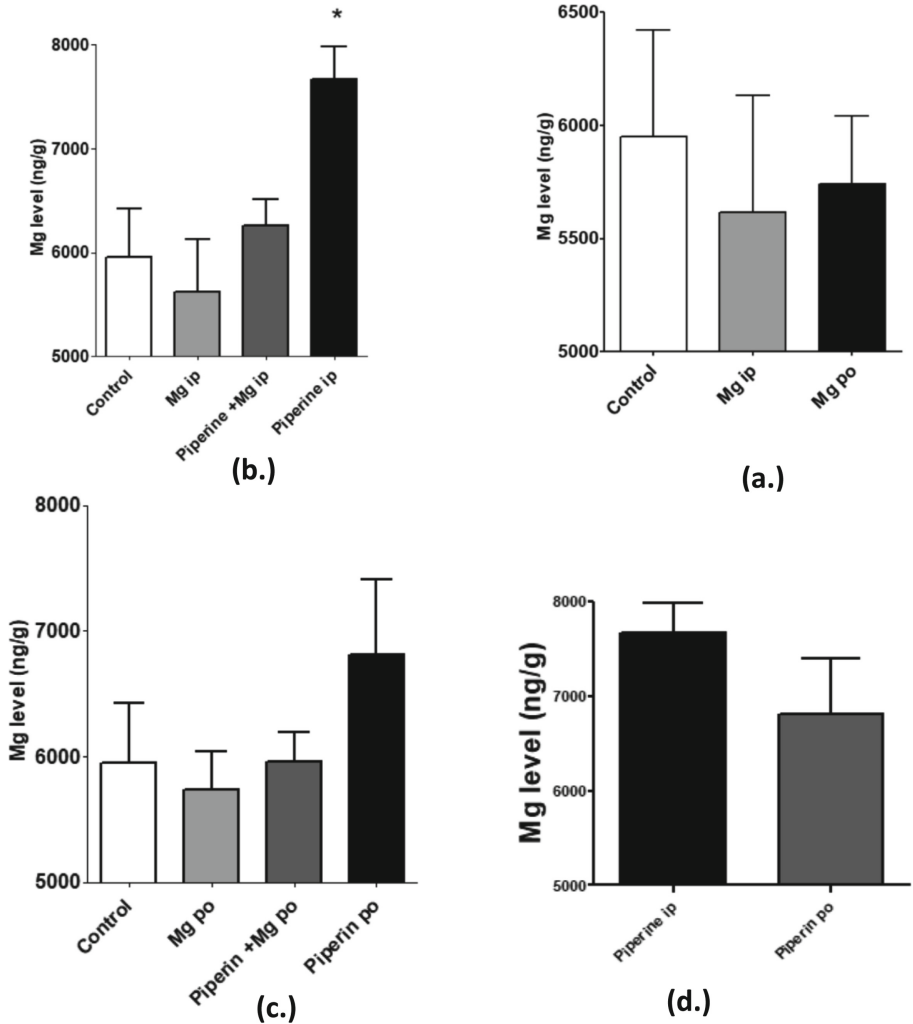 *
8000
7000
6000
5000
Mg level (ng/g)
Control
Mg ip
Piperine +Mg ip
Piperine ip
(b.)
6500
6000
5500
5000
Mg level (ng/g)
Control
Mg ip
Mg po
(a.)
8000
7000
6000
5000
Mg level (ng/g)
Control
Mg po
Piperin +Mg po
Piperin po
(c.)
8000
7000
6000
5000
Mg level (ng/g)
Piperine ip
Piperin po
(d.)